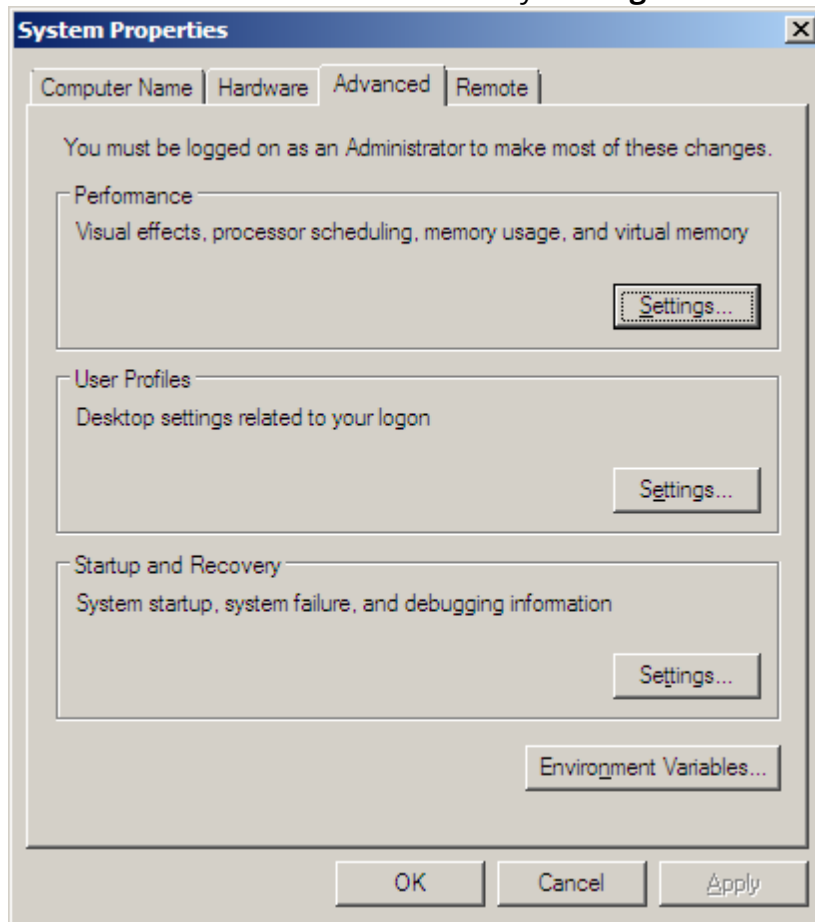 System Properties
Computer Name Hardware Advanced Remote
You must be logged on as an Administrator to make most of these changes.
Performance
Visual effects, processor scheduling, memory usage, and virtual memory
Settings...
User Profiles
Desktop settings related to your logon
Settings...
Startup and Recovery
System startup, system failure, and debugging information
Settings...
Environment Variables...
OK Cancel Apply